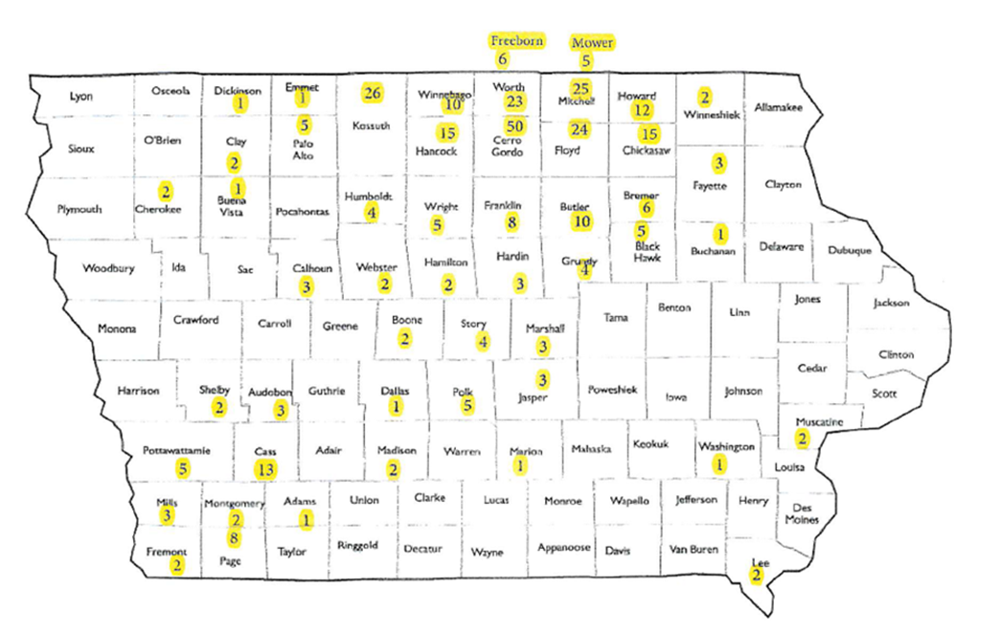 Freeborn Mower
6 5
Lyon Osceola Dickinson 1 Emmet 1 26 Kossuth Winnebago 10 Worth 23 25 Mitchell Howard 12 2 Winneshiek Allamakee
Sioux O'Brien Clay 2 5 Palo Alto 15 Hancock 50 Cerro Gordo 24 Floyd 15 Chickasaw
Plymouth 2 Cherokee 1 Buena Vista Pocahontas Humboldt 4 Wright 5 Franklin 8 Butler 10 Bremer 6 3 Fayette Clayton
Woodbury Ida Sac Calhoun 3 Webster 2 Hamilton 2 Hardin 3 Grundy 4 5 Black Hawk 1 Buchanan Delaware Dubuque
Monona Crawford Carroll Greene Boone 2 Story 4 Marshall 3 Tama Benton Linn Jones Jackson
Clinton
Harrison Shelby 2 Audobon 3 Guthrie Dallas 1 Polk 5 3 Jasper Poweshiek Iowa Johnson Cedar Scott
Muscatine 2
Pottawattamie 5 Cass 13 Adair Madison 2 Warren Marion 1 Mahaska Keokuk Washington 1 Louisa
Mills 3 Montgomery 2 Adams 1 Union Clarke Lucas Monroe Wapello Jefferson Henry Des Moines
Fremont 2 8 Page Taylor Ringgold Decatur Wayne Appanoose Davis Van Buren Lee 2